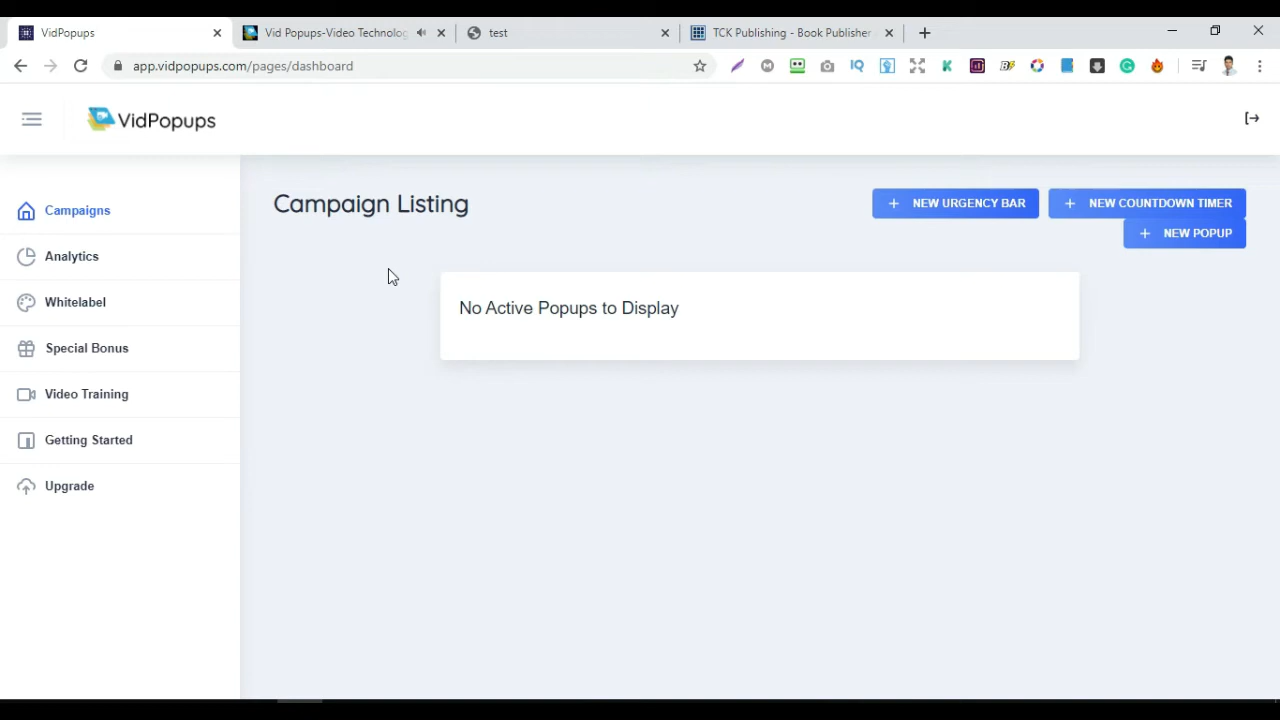 VidPopups
Vid Popups-Video Technolog
test
TCK Publishing - Book Publisher
app.vidpopups.com/pages/dashboard
VidPopups
Campaigns
Analytics
Whitelabel
Special Bonus
Video Training
Getting Started
Upgrade
Campaign Listing
+ NEW URGENCY BAR
+ NEW COUNTDOWN TIMER
+ NEW POPUP
No Active Popups to Display